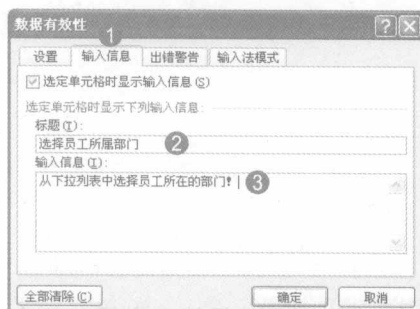 数据有效性
1
设置 输入信息 出错警告 输入法模式
选定单元格时显示输入信息(S)
选定单元格时显示下列输入信息:
标题(T):
选择员工所属部门 2
输入信息(I):
从下拉列表中选择员工所在的部门! 3
全部清除(C) 确定 取消